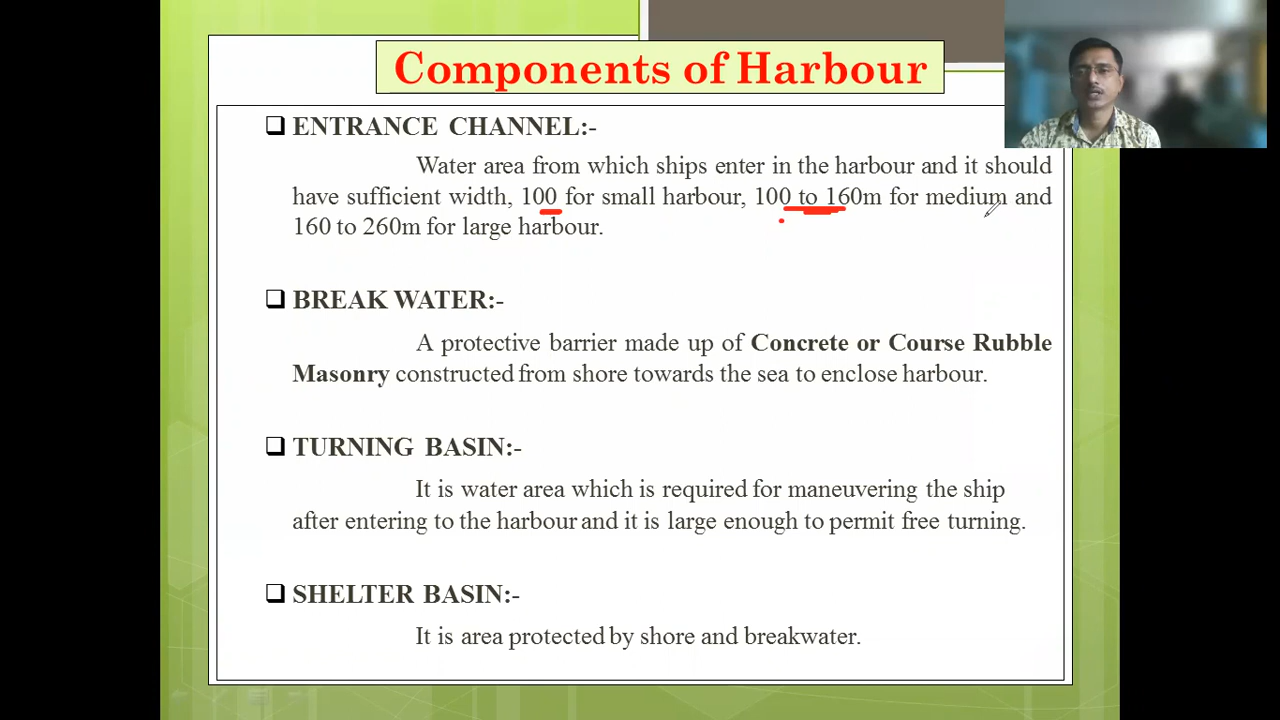 Components of Harbour
❑ ENTRANCE CHANNEL:-
Water area from which ships enter in the harbour and it should
have sufficient width, 100 for small harbour, 100 to 160m for medium and
160 to 260m for large harbour.
❑ BREAK WATER:-
A protective barrier made up of Concrete or Course Rubble
Masonry constructed from shore towards the sea to enclose harbour.
❑ TURNING BASIN:-
It is water area which is required for maneuvering the ship
after entering to the harbour and it is large enough to permit free turning.
❑ SHELTER BASIN:-
It is area protected by shore and breakwater.